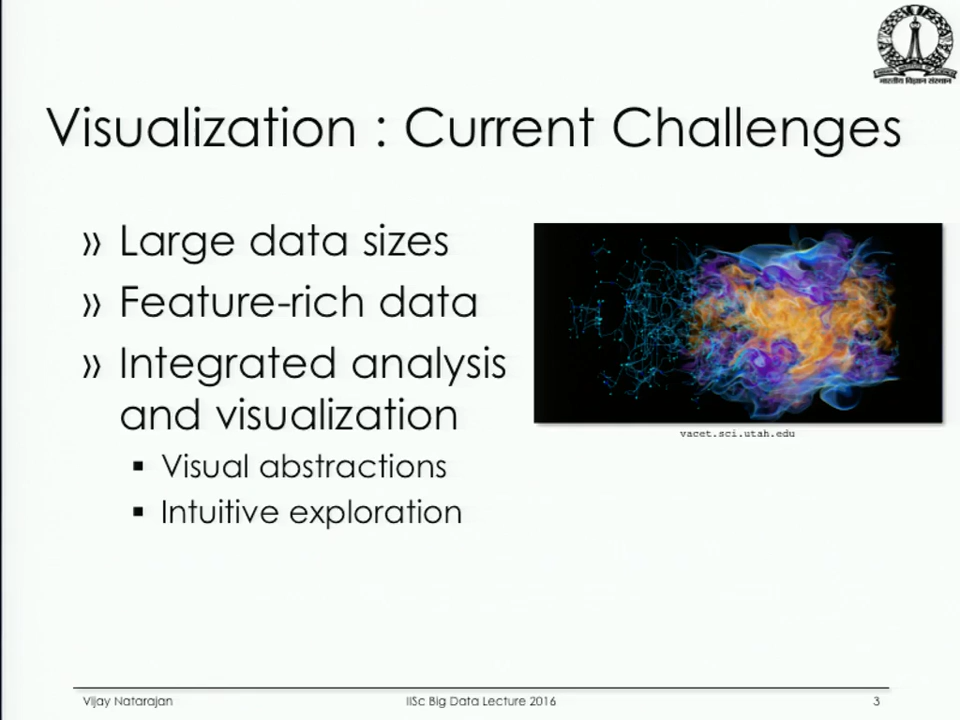 भारतीय विज्ञान संस्थान
Visualization : Current Challenges
» Large data sizes
» Feature-rich data
» Integrated analysis
and visualization
▪ Visual abstractions
▪ Intuitive exploration
vacet.sci.utah.edu
Vijay Natarajan
IISc Big Data Lecture 2016
3